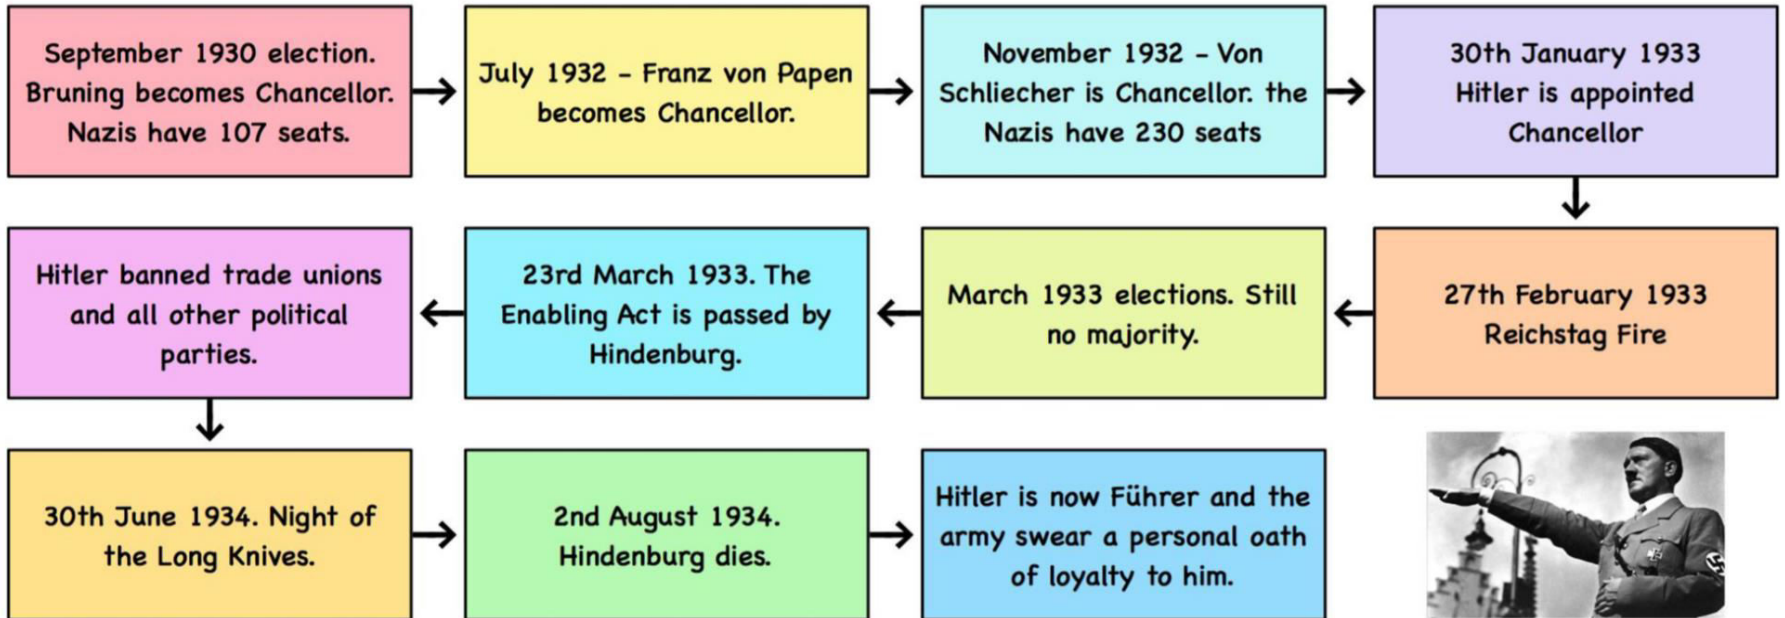 September 1930 election.
Bruning becomes Chancellor.
Nazis have 107 seats.
July 1932 – Franz von Papen
becomes Chancellor.
November 1932 – Von
Schliecher is Chancellor. the
Nazis have 230 seats
30th January 1933
Hitler is appointed
Chancellor
27th February 1933
Reichstag Fire
March 1933 elections. Still
no majority.
23rd March 1933. The
Enabling Act is passed by
Hindenburg.
Hitler banned trade unions
and all other political
parties.
30th June 1934. Night of
the Long Knives.
2nd August 1934.
Hindenburg dies.
Hitler is now Führer and the
army swear a personal oath
of loyalty to him.